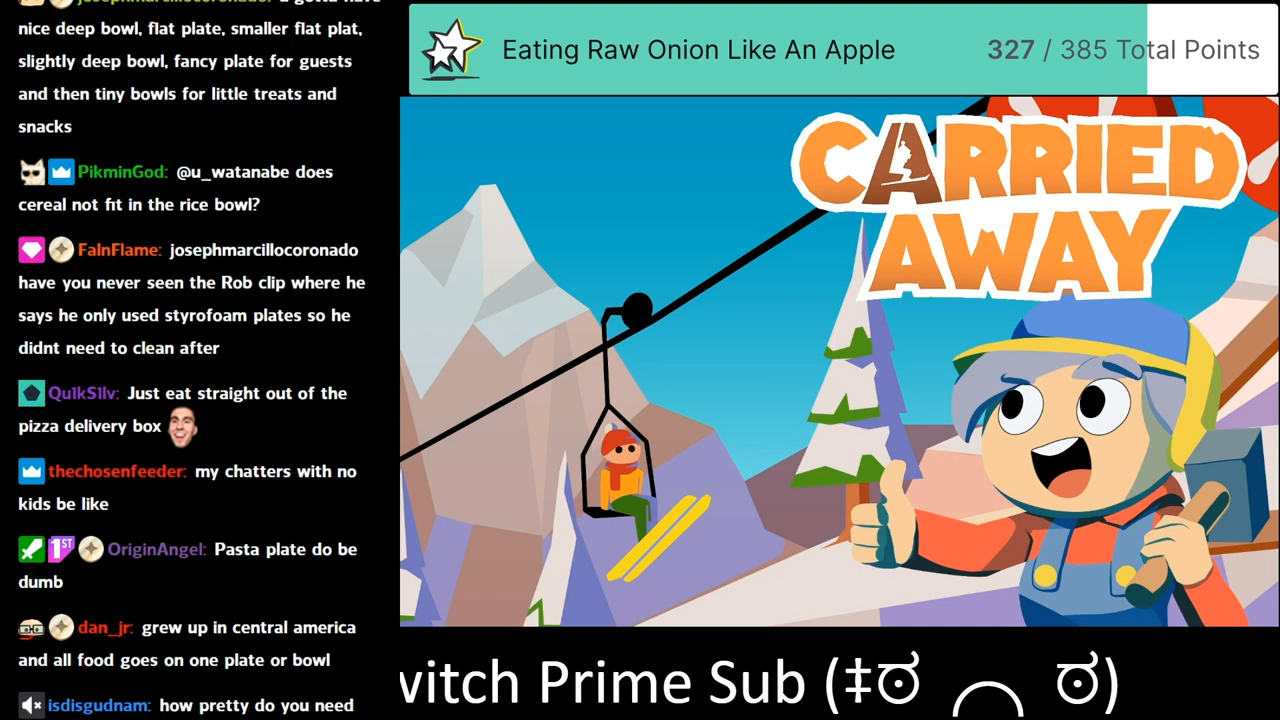 nice deep bowl, flat plate, smaller flat plat,
slightly deep bowl, fancy plate for guests
and then tiny bowls for little treats and
snacks
PikminGod: @u_watanabe does
cereal not fit in the rice bowl?
FalnFlame: josephmarcillocoronado
have you never seen the Rob clip where he
says he only used styrofoam plates so he
didnt need to clean after
Qu1kS1lv: Just eat straight out of the
pizza delivery box
thechosenfeeder: my chatters with no
kids be like
1ST OriginAngel: Pasta plate do be
dumb
dan_jr: grew up in central america
and all food goes on one plate or bowl
isdisgudnam: how pretty do you need
7 Eating Raw Onion Like An Apple 327 / 385 Total Points
CARRIED
AWAY
witch Prime Sub (‡ಠ ⁔ ಠ)